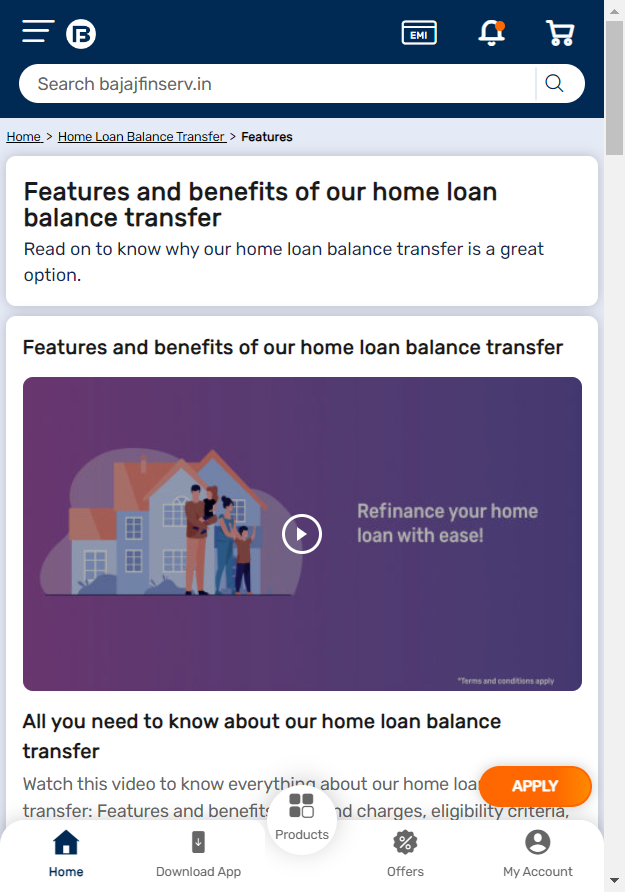 EMI
Search bajajfinserv.in
Home > Home Loan Balance Transfer > Features
Features and benefits of our home loan
balance transfer
Read on to know why our home loan balance transfer is a great
option.
Features and benefits of our home loan balance transfer
Refinance your home
loan with ease!
*Terms and conditions apply
All you need to know about our home loan balance
transfer
Watch this video to know everything about our home loa
APPLY
transfer: Features and benefits nd charges, eligibility criteria,
Products
Home
Download App
Offers
My Account